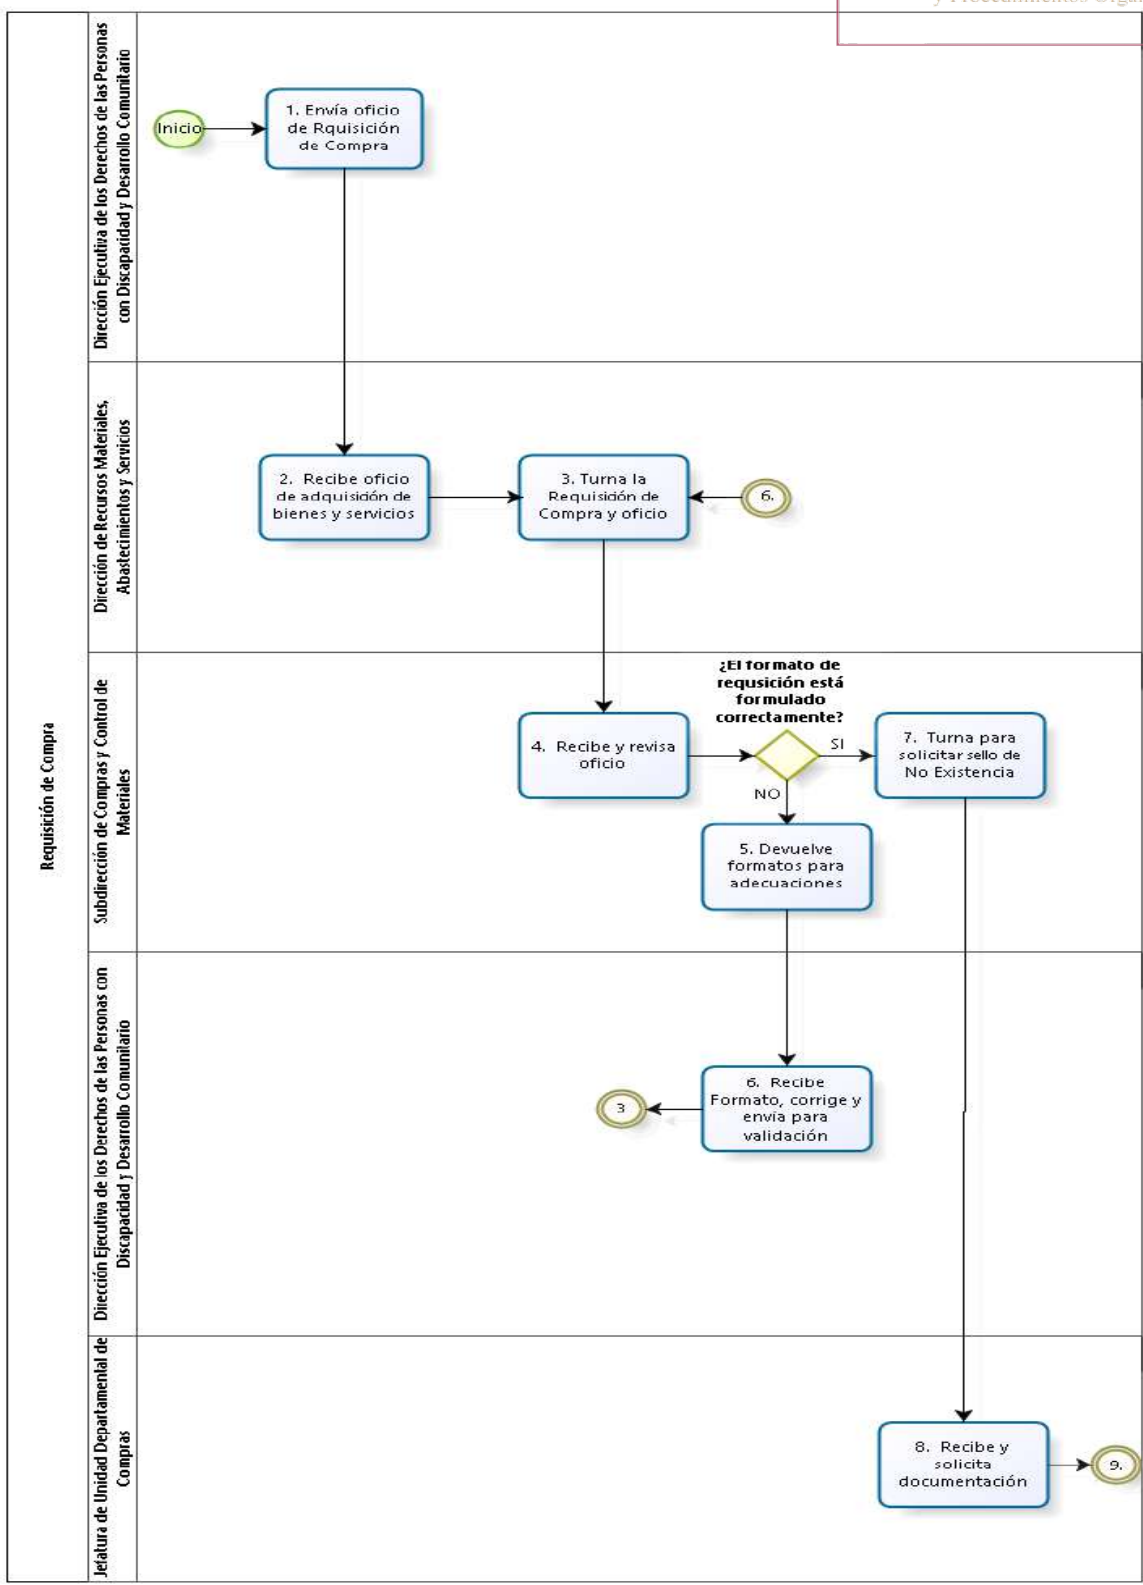 y Procedimientos Organ
Requisición de Compra
Dirección Ejecutiva de los Derechos de las Personas
con Discapacidad y Desarrollo Comunitario
Inicio
1. Envía oficio
de Rquisición
de Compra
Dirección de Recursos Materiales,
Abastecimientos y Servicios
2. Recibe oficio
de adquisición de
bienes y servicios
3. Turna la
Requisición de
Compra y oficio
6.
Subdirección de Compras y Control de
Materiales
4. Recibe y revisa
oficio
¿El formato de
requsición está
formulado
correctamente?
SI
NO
7. Turna para
solicitar sello de
No Existencia
5. Devuelve
formatos para
adecuaciones
Dirección Ejecutiva de los Derechos de las Personas con
Discapacidad y Desarrollo Comunitario
3
6. Recibe
Formato, corrige y
envía para
validación
Jefatura de Unidad Departamental de
Compras
8. Recibe y
solicita
documentación
9.